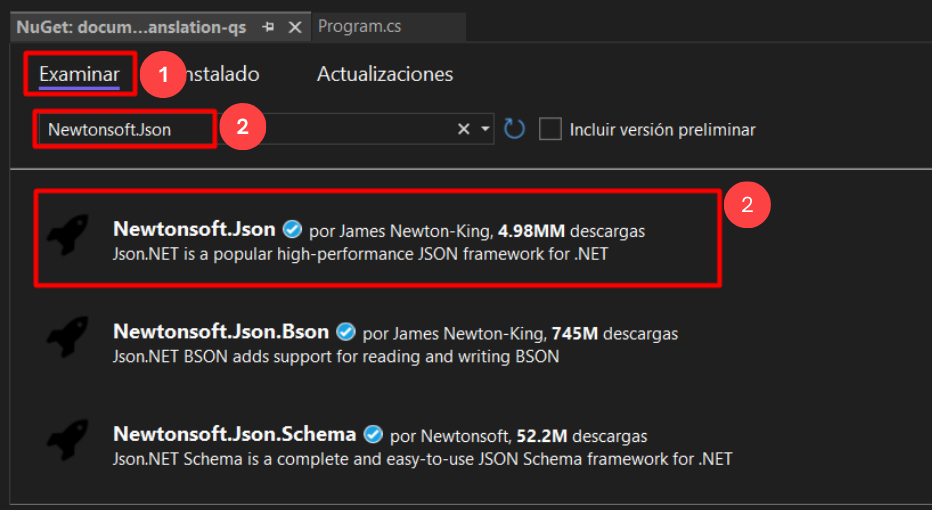 NuGet: docum...anslation-qs Program.cs
Examinar 1 nstalado Actualizaciones
Newtonsoft.Json 2 Incluir versión preliminar
2
Newtonsoft.Json por James Newton-King, 4.98MM descargas
Json.NET is a popular high-performance JSON framework for .NET
Newtonsoft.Json.Bson por James Newton-King, 745M descargas
Json.NET BSON adds support for reading and writing BSON
Newtonsoft.Json.Schema por Newtonsoft, 52.2M descargas
Json.NET Schema is a complete and easy-to-use JSON Schema framework for .NET